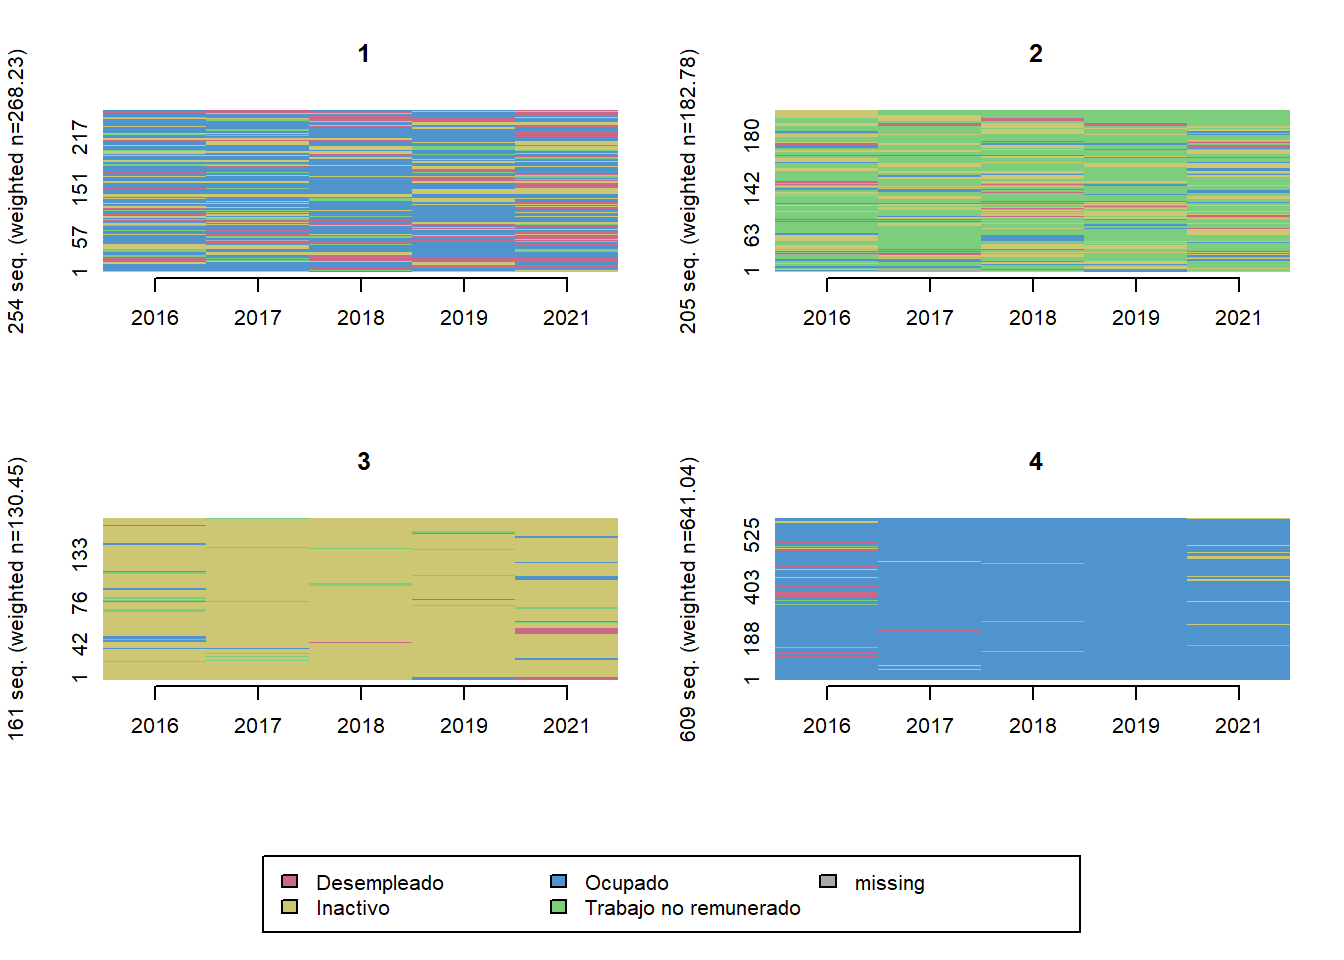 1
254 seq. (weighted n=268.23)
217
151
57
1
2016 2017 2018 2019 2021
2
205 seq. (weighted n=182.78)
180
142
63
1
2016 2017 2018 2019 2021
3
161 seq. (weighted n=130.45)
133
76
42
1
2016 2017 2018 2019 2021
4
609 seq. (weighted n=641.04)
525
403
188
1
2016 2017 2018 2019 2021
Desempleado Ocupado missing
Inactivo Trabajo no remunerado